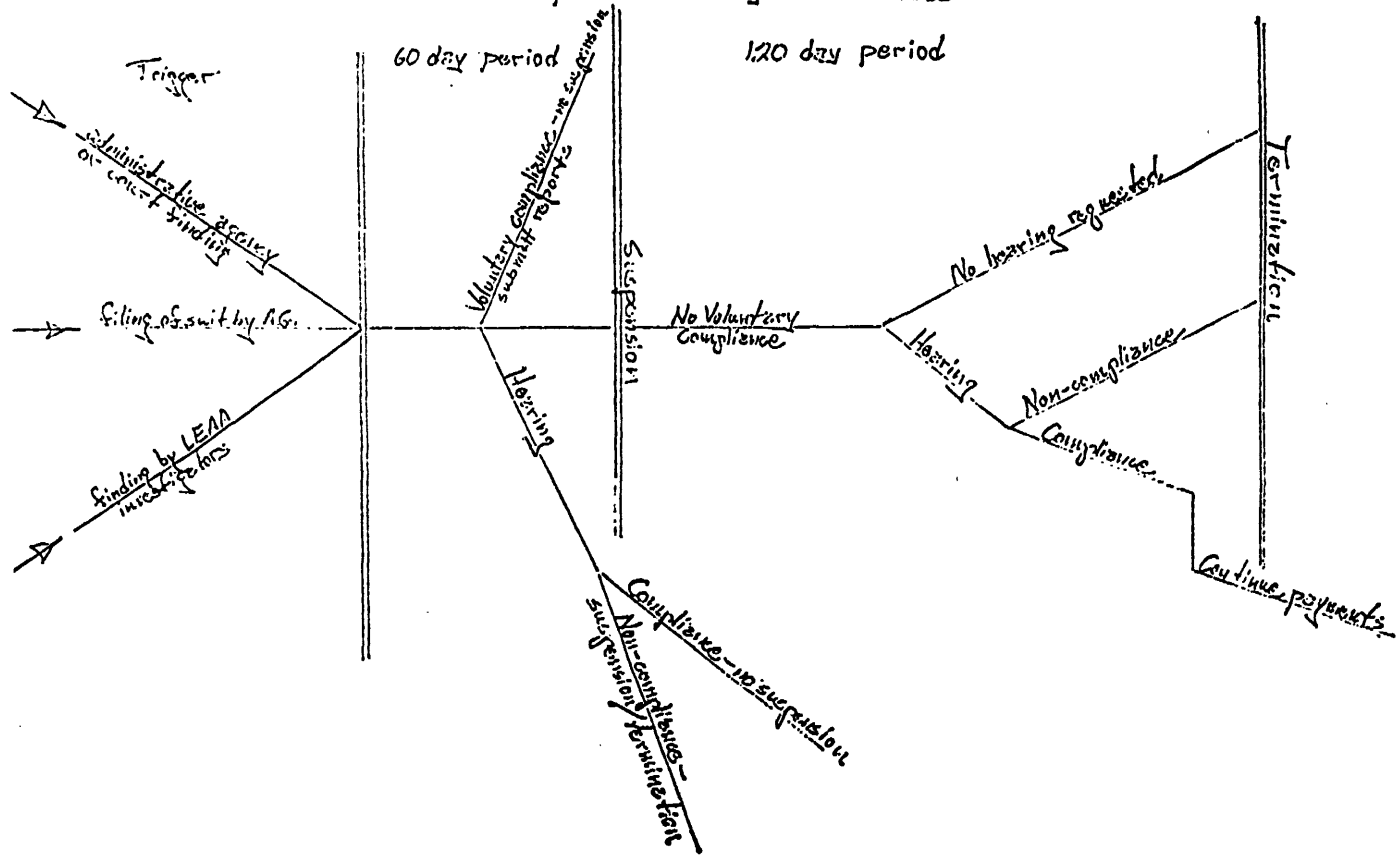 Trigger
60 day period
120 day period
administrative agency
or court finding
filing of suit by A.G.
finding by LEAA
investigators
Voluntary compliance - no suspension
submit reports
Hearing
Compliance - no suspension
Non-compliance -
suspension/termination
Suspension
No Voluntary
Compliance
No hearing requested
Hearing
Non-compliance
Compliance
Continue payments
Termination